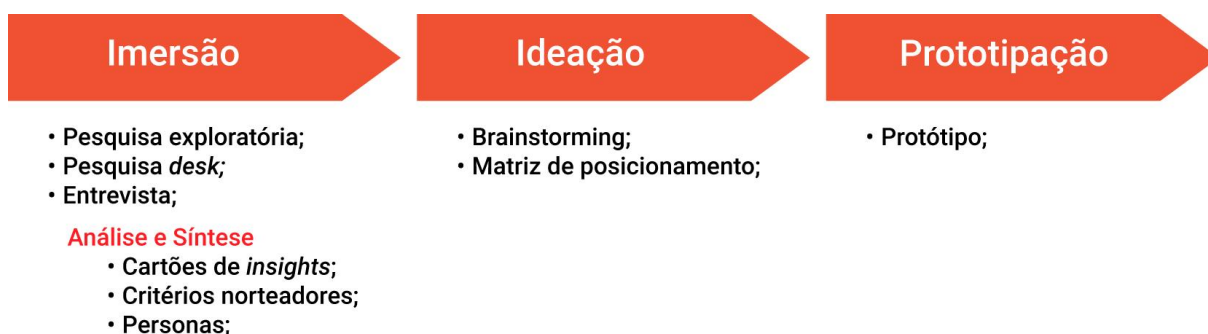 Imersão
• Pesquisa exploratória;
• Pesquisa desk;
• Entrevista;
Análise e Síntese
• Cartões de insights;
• Critérios norteadores;
• Personas;
Ideação
• Brainstorming;
• Matriz de posicionamento;
Prototipação
• Protótipo;